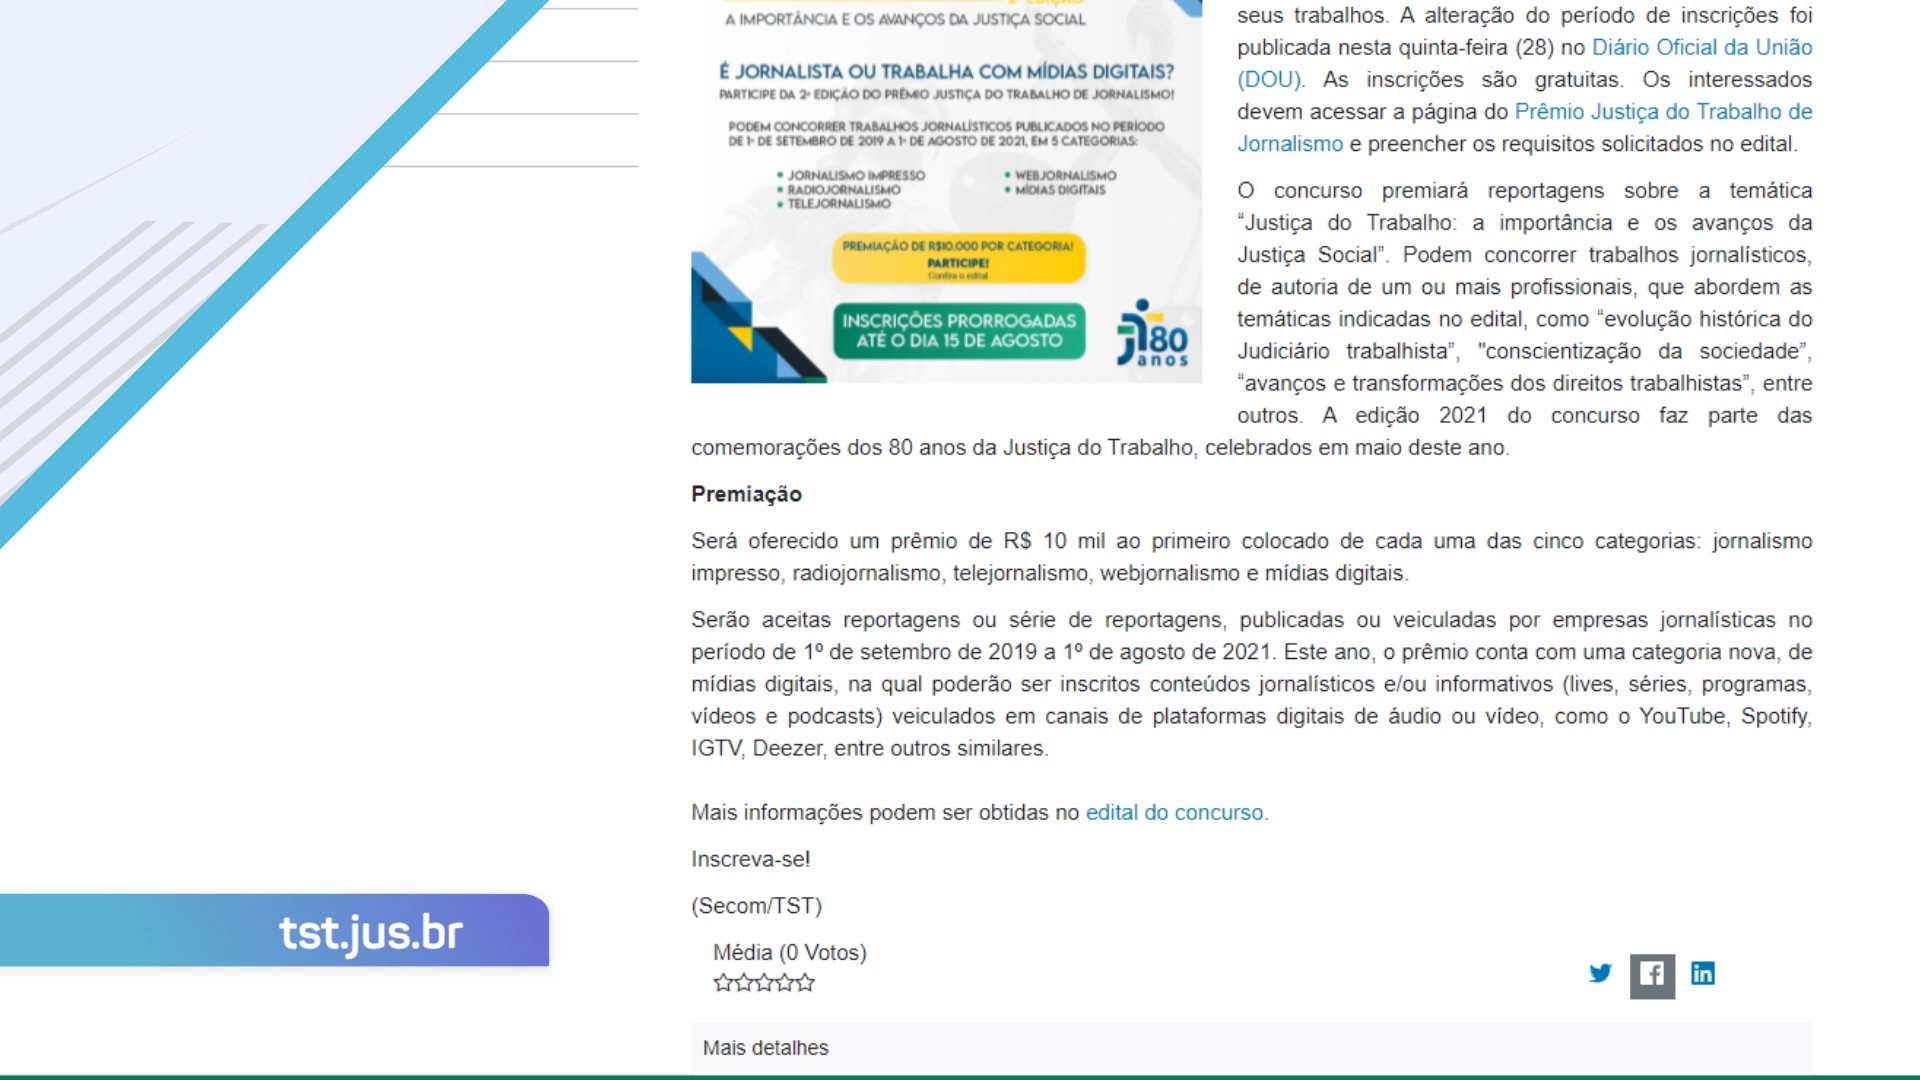 2ª EDIÇÃO
A IMPORTÂNCIA E OS AVANÇOS DA JUSTIÇA SOCIAL
É JORNALISTA OU TRABALHA COM MÍDIAS DIGITAIS?
PARTICIPE DA 2ª EDIÇÃO DO PRÊMIO JUSTIÇA DO TRABALHO DE JORNALISMO!
PODEM CONCORRER TRABALHOS JORNALÍSTICOS PUBLICADOS NO PERÍODO
DE 1º DE SETEMBRO DE 2019 A 1º DE AGOSTO DE 2021, EM 5 CATEGORIAS:
• JORNALISMO IMPRESSO
• RADIOJORNALISMO
• TELEJORNALISMO
• WEBJORNALISMO
• MÍDIAS DIGITAIS
PREMIAÇÃO DE R$10.000 POR CATEGORIA!
PARTICIPE!
Confira o edital
INSCRIÇÕES PRORROGADAS
ATÉ O DIA 15 DE AGOSTO
80
anos
seus trabalhos. A alteração do período de inscrições foi
publicada nesta quinta-feira (28) no Diário Oficial da União
(DOU). As inscrições são gratuitas. Os interessados
devem acessar a página do Prêmio Justiça do Trabalho de
Jornalismo e preencher os requisitos solicitados no edital.
O concurso premiará reportagens sobre a temática
“Justiça do Trabalho: a importância e os avanços da
Justiça Social”. Podem concorrer trabalhos jornalísticos,
de autoria de um ou mais profissionais, que abordem as
temáticas indicadas no edital, como “evolução histórica do
Judiciário trabalhista”, "conscientização da sociedade”,
“avanços e transformações dos direitos trabalhistas”, entre
outros. A edição 2021 do concurso faz parte das
comemorações dos 80 anos da Justiça do Trabalho, celebrados em maio deste ano.
Premiação
Será oferecido um prêmio de R$ 10 mil ao primeiro colocado de cada uma das cinco categorias: jornalismo
impresso, radiojornalismo, telejornalismo, webjornalismo e mídias digitais.
Serão aceitas reportagens ou série de reportagens, publicadas ou veiculadas por empresas jornalísticas no
período de 1º de setembro de 2019 a 1º de agosto de 2021. Este ano, o prêmio conta com uma categoria nova, de
mídias digitais, na qual poderão ser inscritos conteúdos jornalísticos e/ou informativos (lives, séries, programas,
vídeos e podcasts) veiculados em canais de plataformas digitais de áudio ou vídeo, como o YouTube, Spotify,
IGTV, Deezer, entre outros similares.
Mais informações podem ser obtidas no edital do concurso.
Inscreva-se!
(Secom/TST)
tst.jus.br
Média (0 Votos)
Mais detalhes